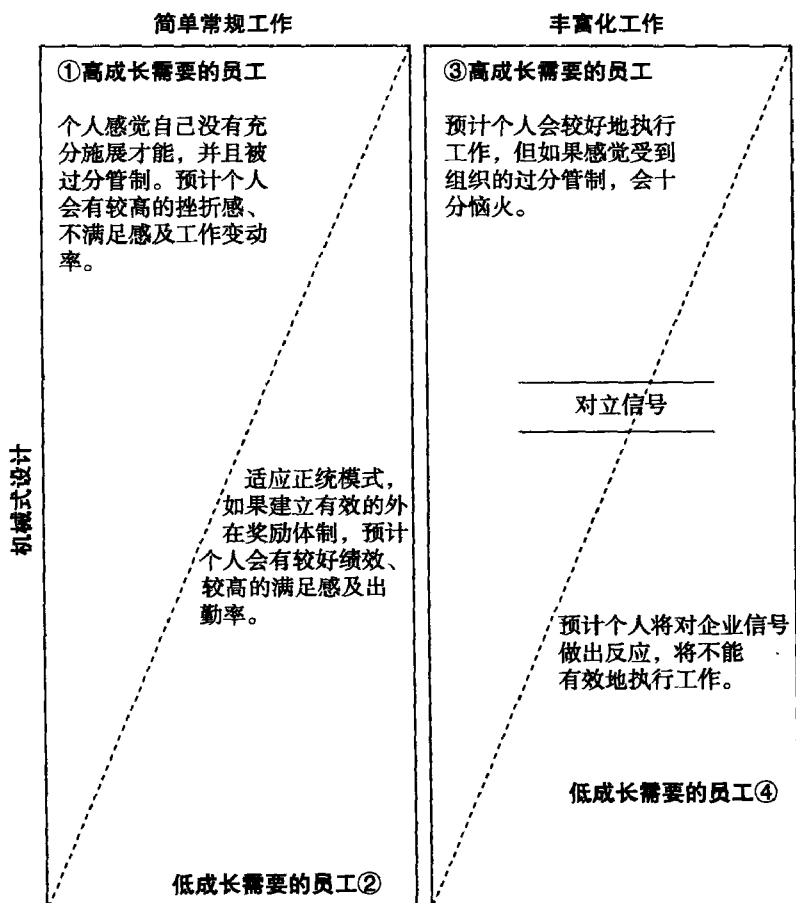 简单常规工作
丰富化工作
①高成长需要的员工
个人感觉自己没有充
分施展才能，并且被
过分管制。预计个人
会有较高的挫折感、
不满足感及工作变动
率。
适应正统模式，
如果建立有效的外
在奖励体制，预计
个人会有较好绩效、
较高的满足感及出
勤率。
低成长需要的员工②
③高成长需要的员工
预计个人会较好地执行
工作，但如果感觉受到
组织的过分管制，会十
分恼火。
对立信号
预计个人将对企业信号
做出反应，将不能
有效地执行工作。
低成长需要的员工④
机械式设计